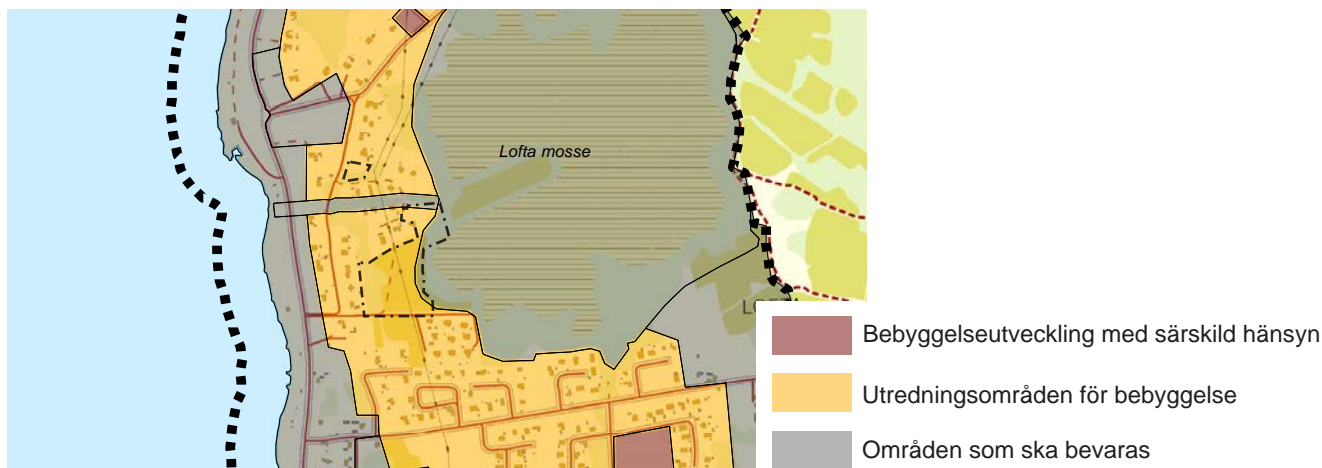 Lofta mosse
Bebyggelseutveckling med särskild hänsyn
Utredningsområden för bebyggelse
Områden som ska bevaras